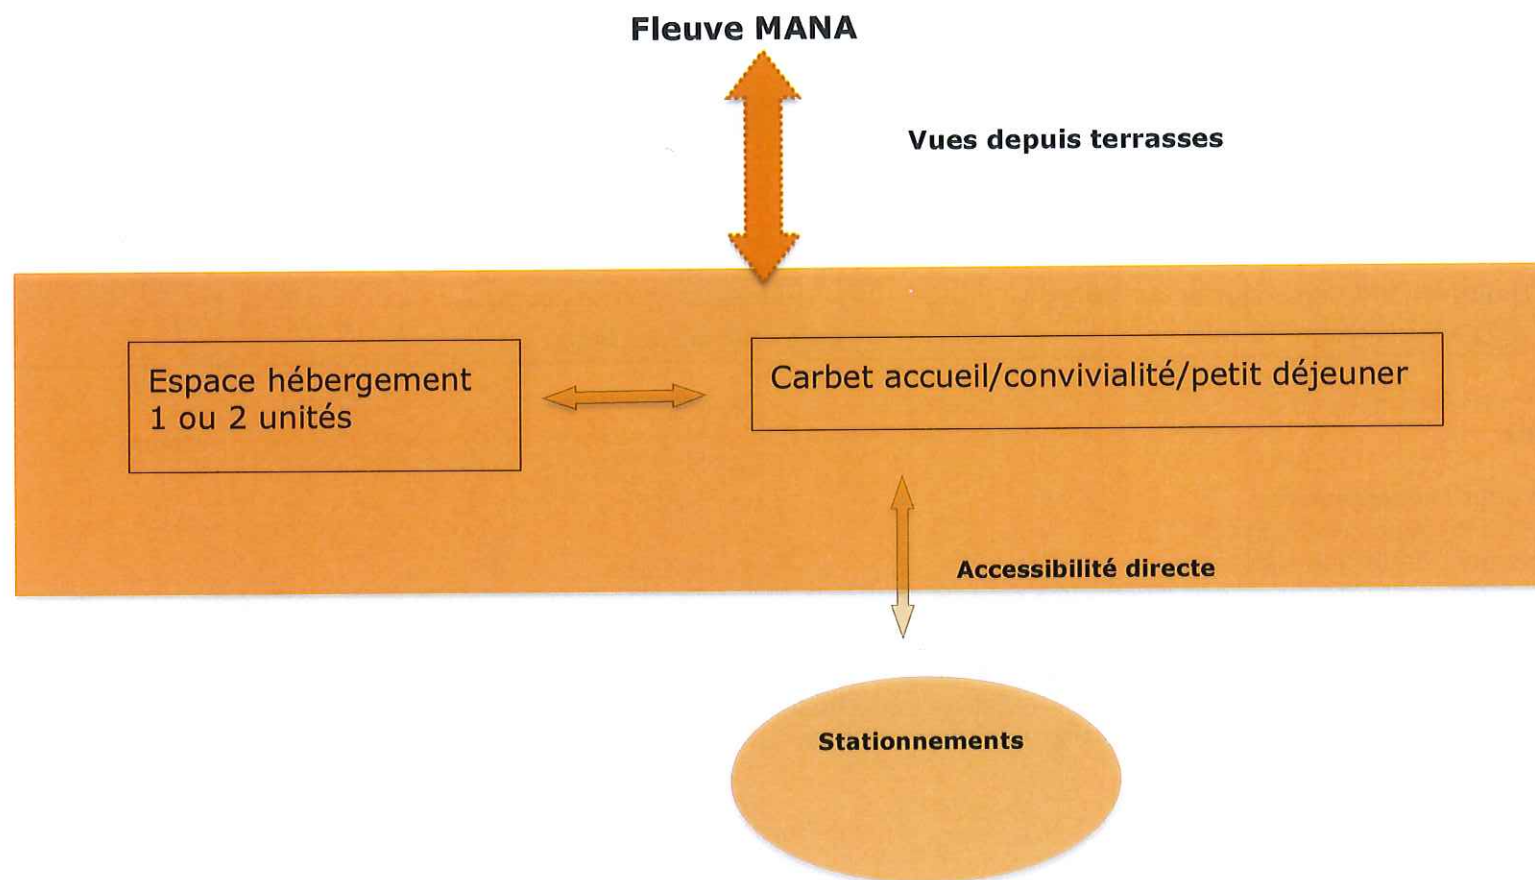 Fleuve MANA
Vues depuis terrasses
Espace hébergement
1 ou 2 unités
Carbet accueil/convivialité/petit déjeuner
Accessibilité directe
Stationnements